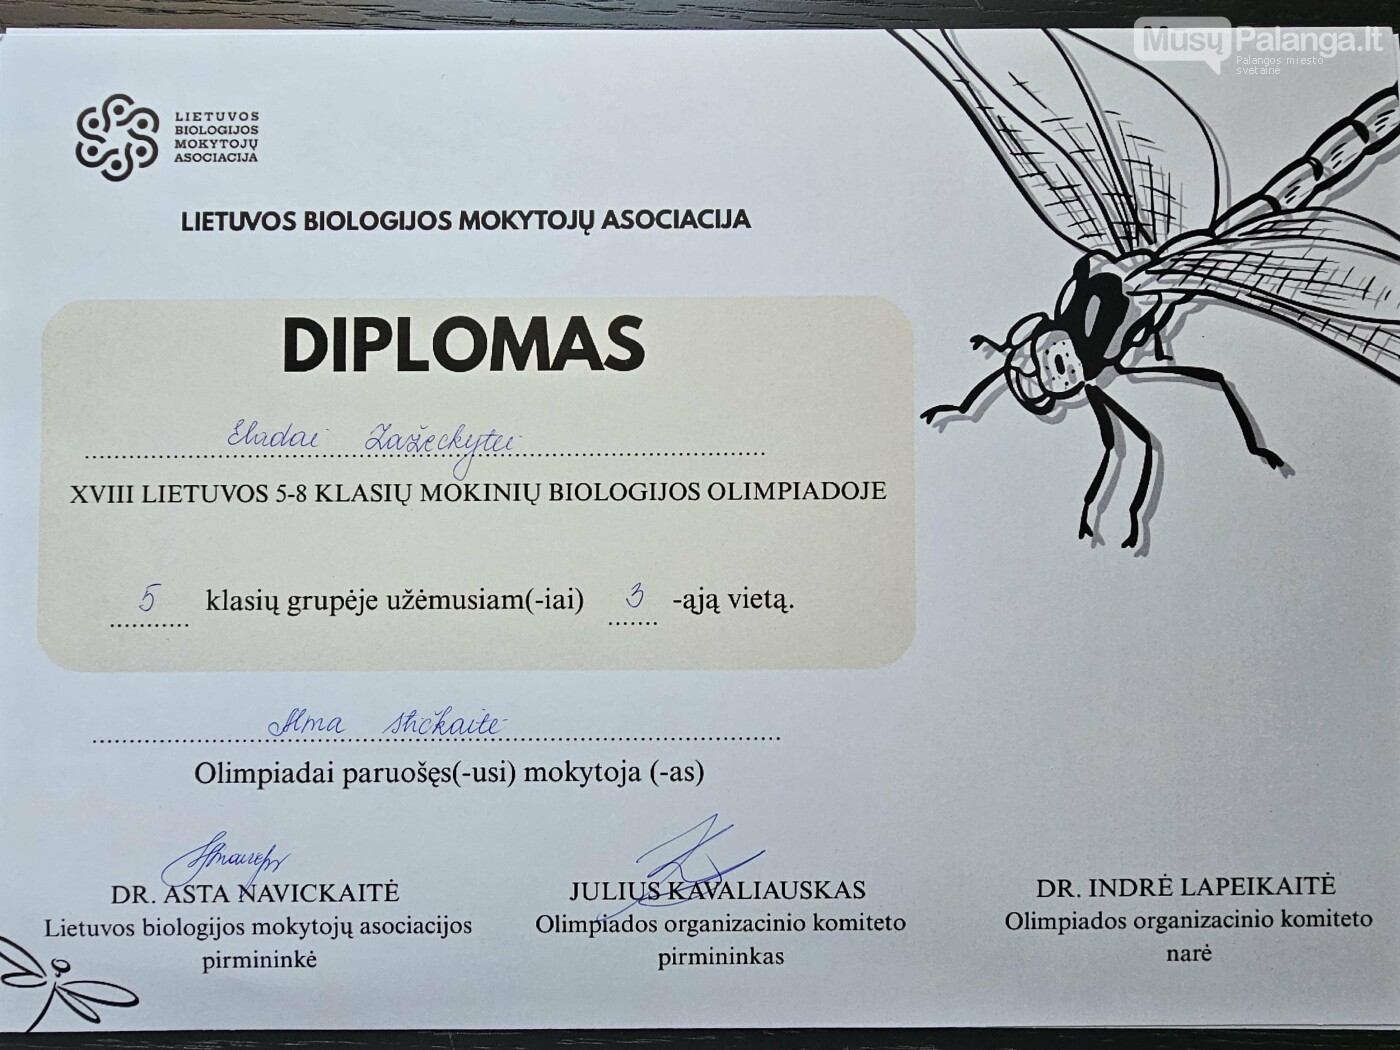 Musų Palanga.lt
Palangos miesto
svetainė
LIETUVOS
BIOLOGIJOS
MOKYTOJŲ
ASOCIACIJA
LIETUVOS BIOLOGIJOS MOKYTOJŲ ASOCIACIJA
DIPLOMAS
Eladai Zažeckytei
XVIII LIETUVOS 5-8 KLASIŲ MOKINIŲ BIOLOGIJOS OLIMPIADOJE
5 klasių grupėje užėmusiam(-iai) 3 -ąją vietą.
Alma
Olimpiadai paruošęs(-usi) mokytoja (-as)
DR. ASTA NAVICKAITĖ
Lietuvos biologijos mokytojų asociacijos
pirmininkė
JULIUS KAVALIAUSKAS
Olimpiados organizacinio komiteto
pirmininkas
DR. INDRĖ LAPEIKAITĖ
Olimpiados organizacinio komiteto
narė